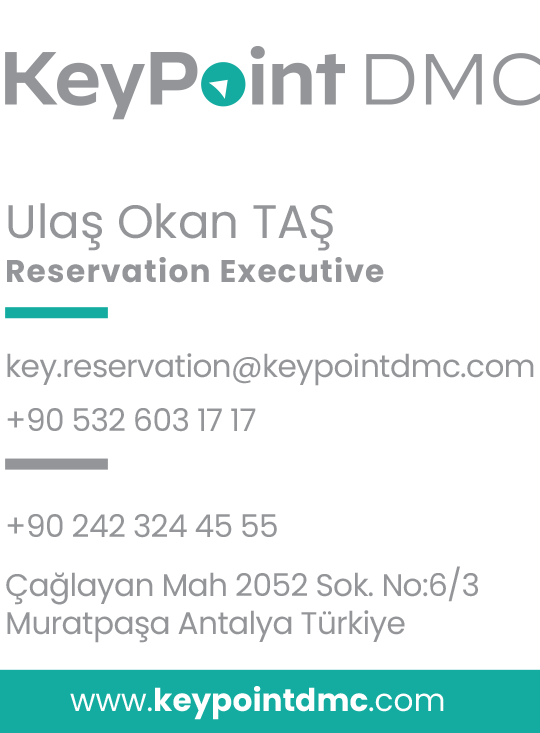 KeyPoint DMC
Ulaş Okan TAŞ
Reservation Executive
key.reservation@keypointdmc.com
+90 532 603 17 17
+90 242 324 45 55
Çağlayan Mah 2052 Sok. No:6/3
Muratpaşa Antalya Türkiye
www.keypointdmc.com